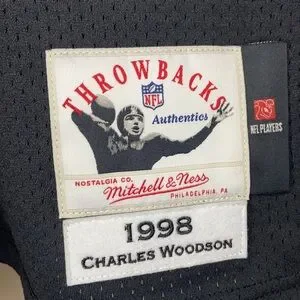 THROWBACKS
NFL
Authentics
NFL PLAYERS
NOSTALGIA CO.
Mitchell & Ness
PHILADELPHIA, PA
1998
CHARLES WOODSON